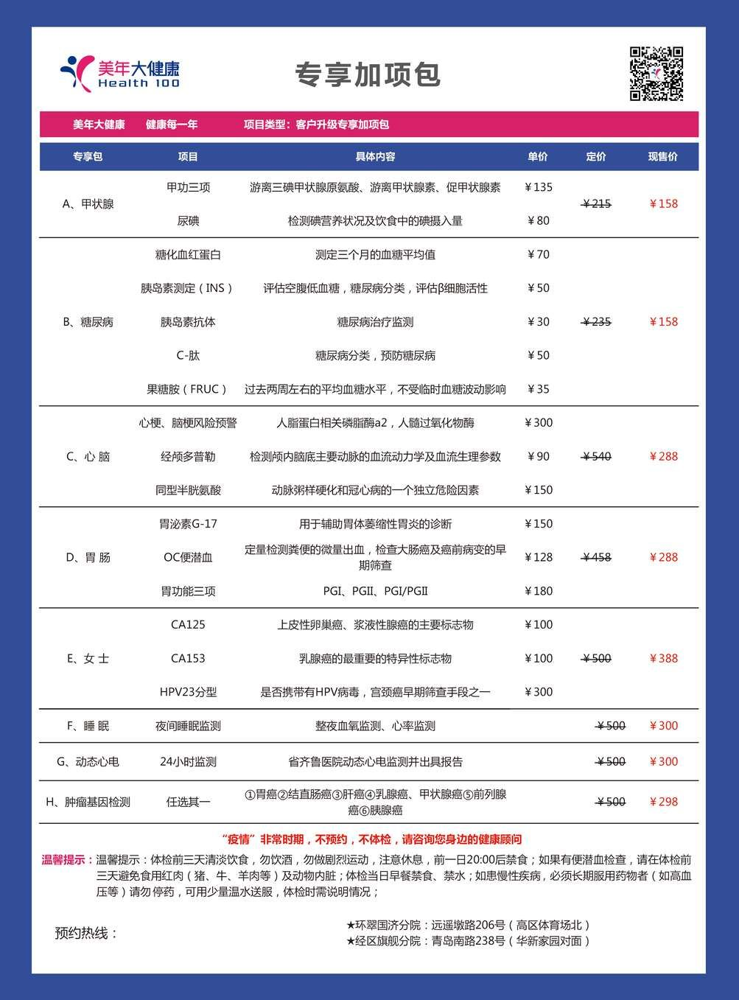 美年大健康
Health 100
专享加项包
美年大健康 健康每一年 项目类型：客户升级专享加项包
专享包 项目 具体内容 单价 定价 现售价
A、甲状腺 ￥215 ￥158
甲功三项 游离三碘甲状腺原氨酸、游离甲状腺素、促甲状腺素 ￥135
尿碘 检测碘营养状况及饮食中的碘摄入量 ￥80
B、糖尿病 ￥235 ￥158
糖化血红蛋白 测定三个月的血糖平均值 ￥70
胰岛素测定（INS） 评估空腹低血糖，糖尿病分类，评估β细胞活性 ￥50
胰岛素抗体 糖尿病治疗监测 ￥30
C-肽 糖尿病分类，预防糖尿病 ￥50
果糖胺（FRUC） 过去两周左右的平均血糖水平，不受临时血糖波动影响 ￥35
C、心 脑 ￥540 ￥288
心梗、脑梗风险预警 人脂蛋白相关磷脂酶a2，人髓过氧化物酶 ￥300
经颅多普勒 检测颅内脑底主要动脉的血流动力学及血流生理参数 ￥90
同型半胱氨酸 动脉粥样硬化和冠心病的一个独立危险因素 ￥150
D、胃 肠 ￥458 ￥288
胃泌素G-17 用于辅助胃体萎缩性胃炎的诊断 ￥150
OC便潜血 定量检测粪便的微量出血，检查大肠癌及癌前病变的早
期筛查 ￥128
胃功能三项 PGI、PGII、PGI/PGII ￥180
E、女 士 ￥500 ￥388
CA125 上皮性卵巢癌、浆液性腺癌的主要标志物 ￥100
CA153 乳腺癌的最重要的特异性标志物 ￥100
HPV23分型 是否携带有HPV病毒，宫颈癌早期筛查手段之一 ￥300
F、睡 眠 夜间睡眠监测 整夜血氧监测、心率监测 ￥500 ￥300
G、动态心电 24小时监测 省齐鲁医院动态心电监测并出具报告 ￥500 ￥300
H、肿瘤基因检测 任选其一 ①胃癌②结直肠癌③肝癌④乳腺癌、甲状腺癌⑤前列腺
癌⑥胰腺癌 ￥500 ￥298
“疫情”非常时期，不预约，不体检，请咨询您身边的健康顾问
温馨提示：温馨提示：体检前三天清淡饮食，勿饮酒，勿做剧烈运动，注意休息，前一日20:00后禁食；如果有便潜血检查，请在体检前
三天避免食用红肉（猪、牛、羊肉等）及动物内脏；体检当日早餐禁食、禁水；如患慢性疾病，必须长期服用药物者（如高血
压等）请勿停药，可用少量温水送服，体检时需说明情况；
预约热线：
★环翠国济分院：远遥墩路206号（高区体育场北）
★经区旗舰分院：青岛南路238号（华新家园对面）